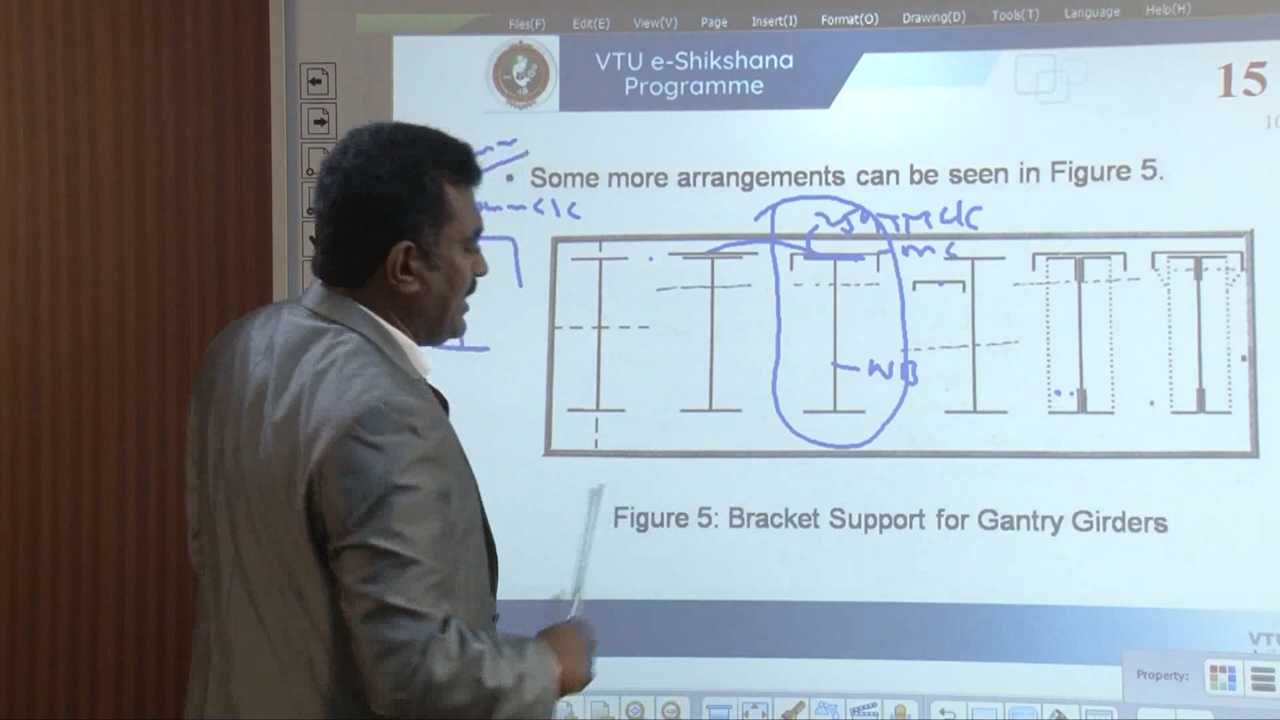 Files(F) Edit(E) View(V) Page Insert(I) Format(O) Drawing(D) Tools(T) Language Help(H)
VTU e-Shikshana
Programme
15
• Some more arrangements can be seen in Figure 5.
c/c
MC
WB
Figure 5: Bracket Support for Gantry Girders
VT
Property: